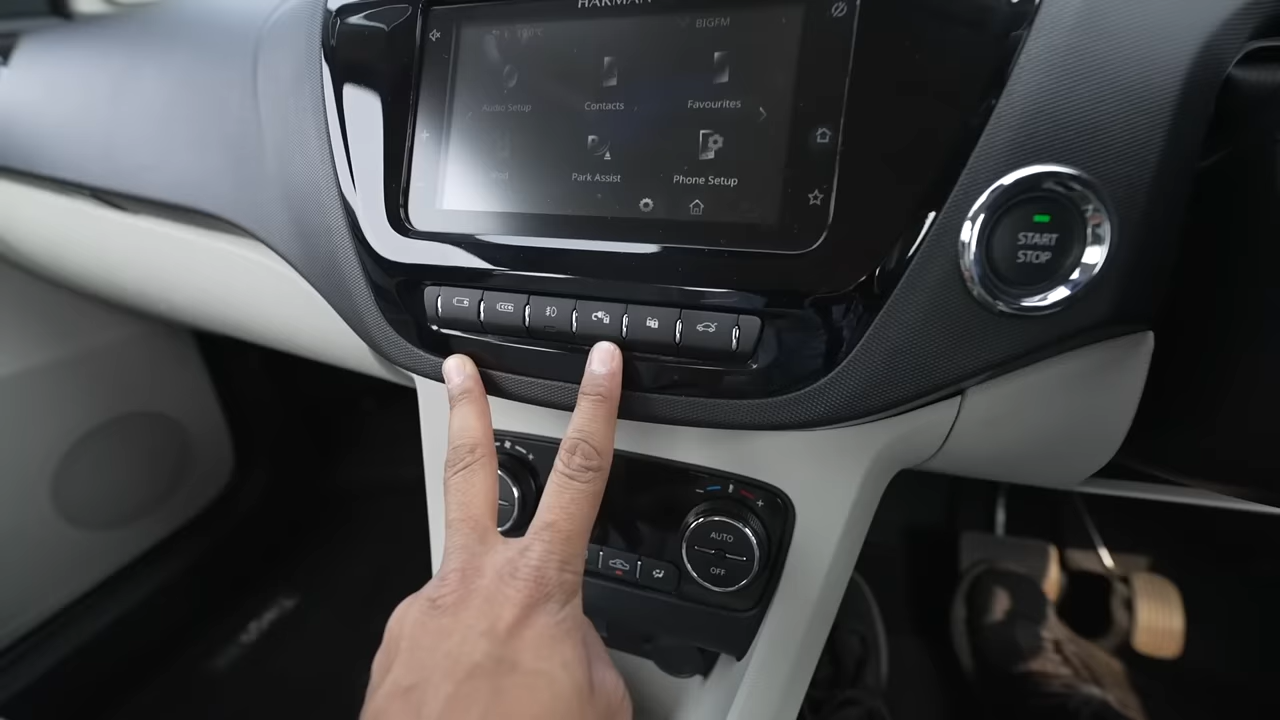 HARMAN
BIGFM
Audio Setup
Contacts
Favourites
Park Assist
Phone Setup
START
STOP
AUTO
OFF